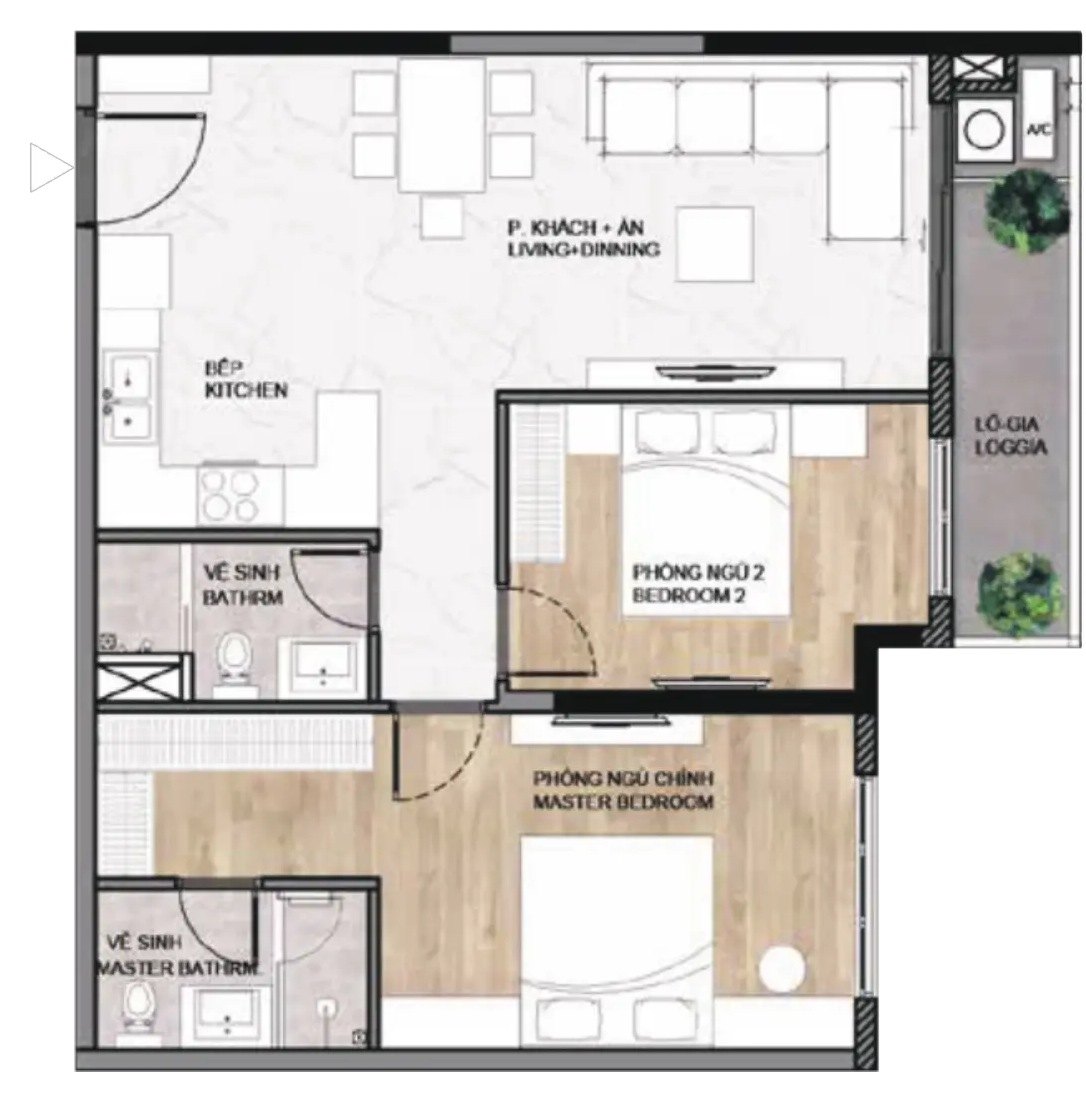 A/C
P. KHÁCH + ĂN
LIVING+DINNING
BẾP
KITCHEN
LÔ-GIA
LOGGIA
VỆ SINH
BATHRM
PHÒNG NGỦ 2
BEDROOM 2
PHÒNG NGỦ CHÍNH
MASTER BEDROOM
VỆ SINH
MASTER BATHRM